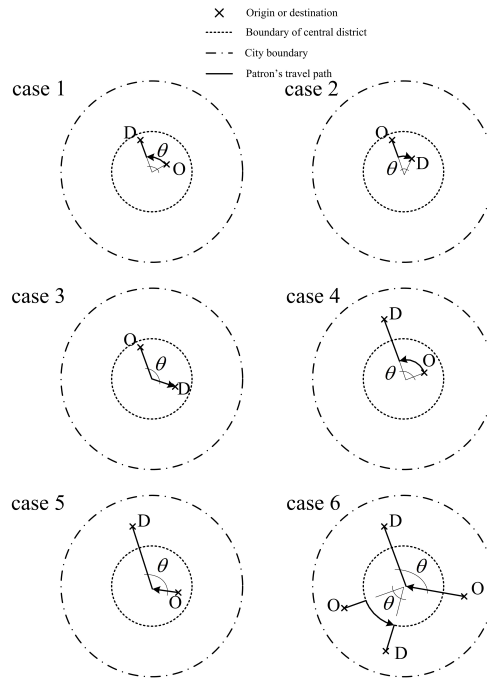 Origin or destination
Boundary of central district
City boundary
Patron's travel path
case 1
D
θ
O
case 2
O
θ
D
case 3
O
θ
D
case 4
D
O
θ
case 5
D
θ
O
case 6
D
θ
O
θ
O
D